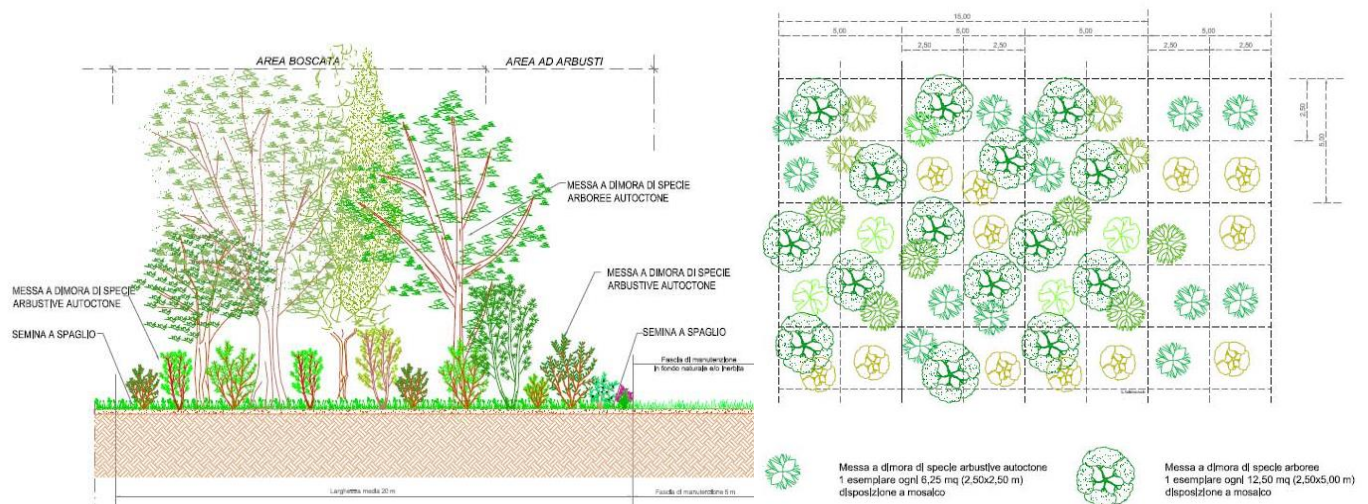 AREA BOSCATA
AREA AD ARBUSTI
MESSA A DIMORA DI SPECIE
ARBOREE AUTOCTONE
MESSA A DIMORA DI SPECIE
ARBUSTIVE AUTOCTONE
SEMINA A SPAGLIO
MESSA A DIMORA DI SPECIE
ARBUSTIVE AUTOCTONE
SEMINA A SPAGLIO
Fascia di manutenzione
in fondo naturale e/o inerbita
Larghezza media 20 m
Fascia di manutenzione 6 m
15,00
5,00 5,00 5,00 5,00
2,50 2,50 2,50 2,50
2,50
5,00
Messa a dimora di specie arbustive autoctone
1 esemplare ogni 6,25 mq (2,50x2,50 m)
disposizione a mosaico
Messa a dimora di specie arboree
1 esemplare ogni 12,50 mq (2,50x5,00 m)
disposizione a mosaico